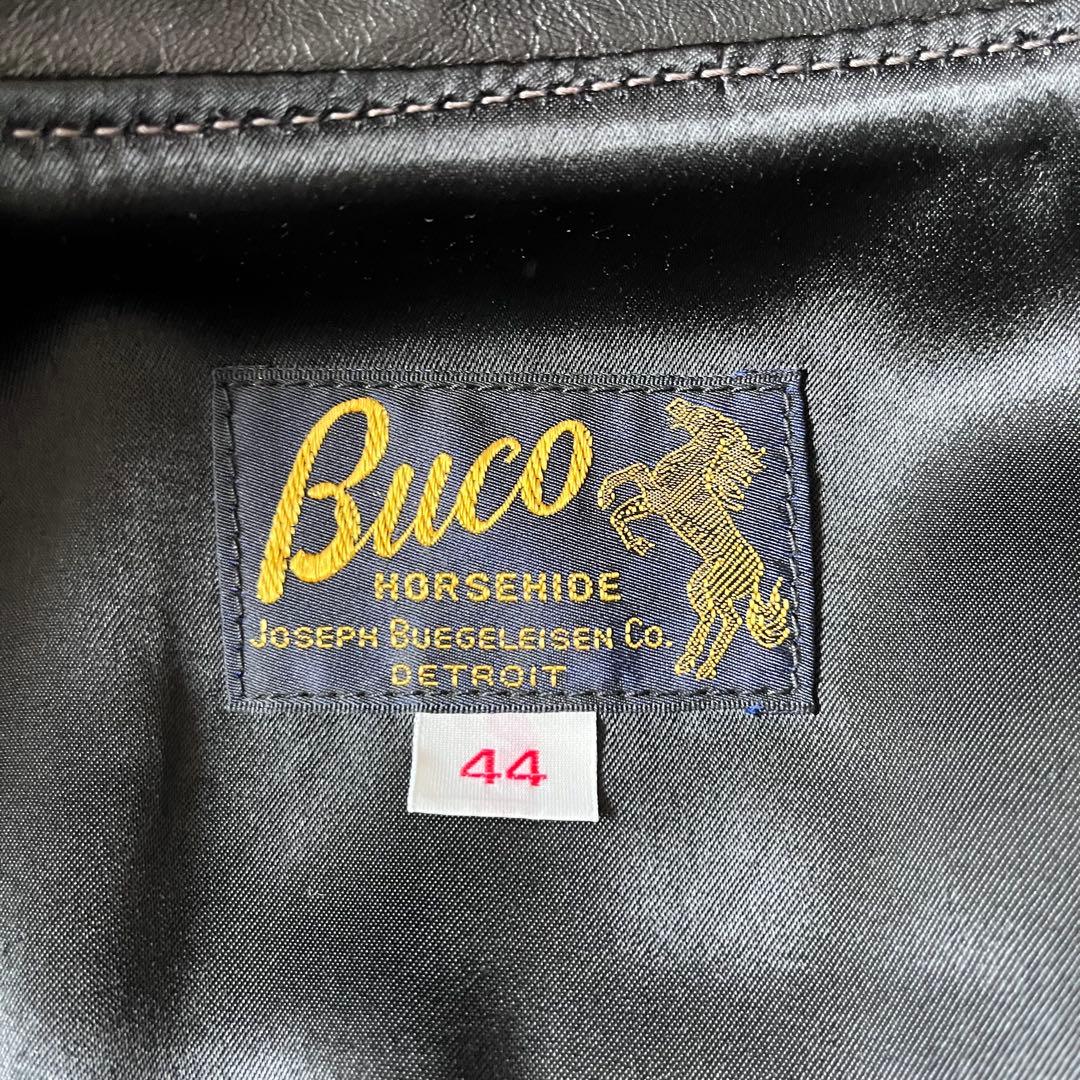 Buco
HORSEHIDE
JOSEPH BUEGELEISEN CO.
DETROIT
44